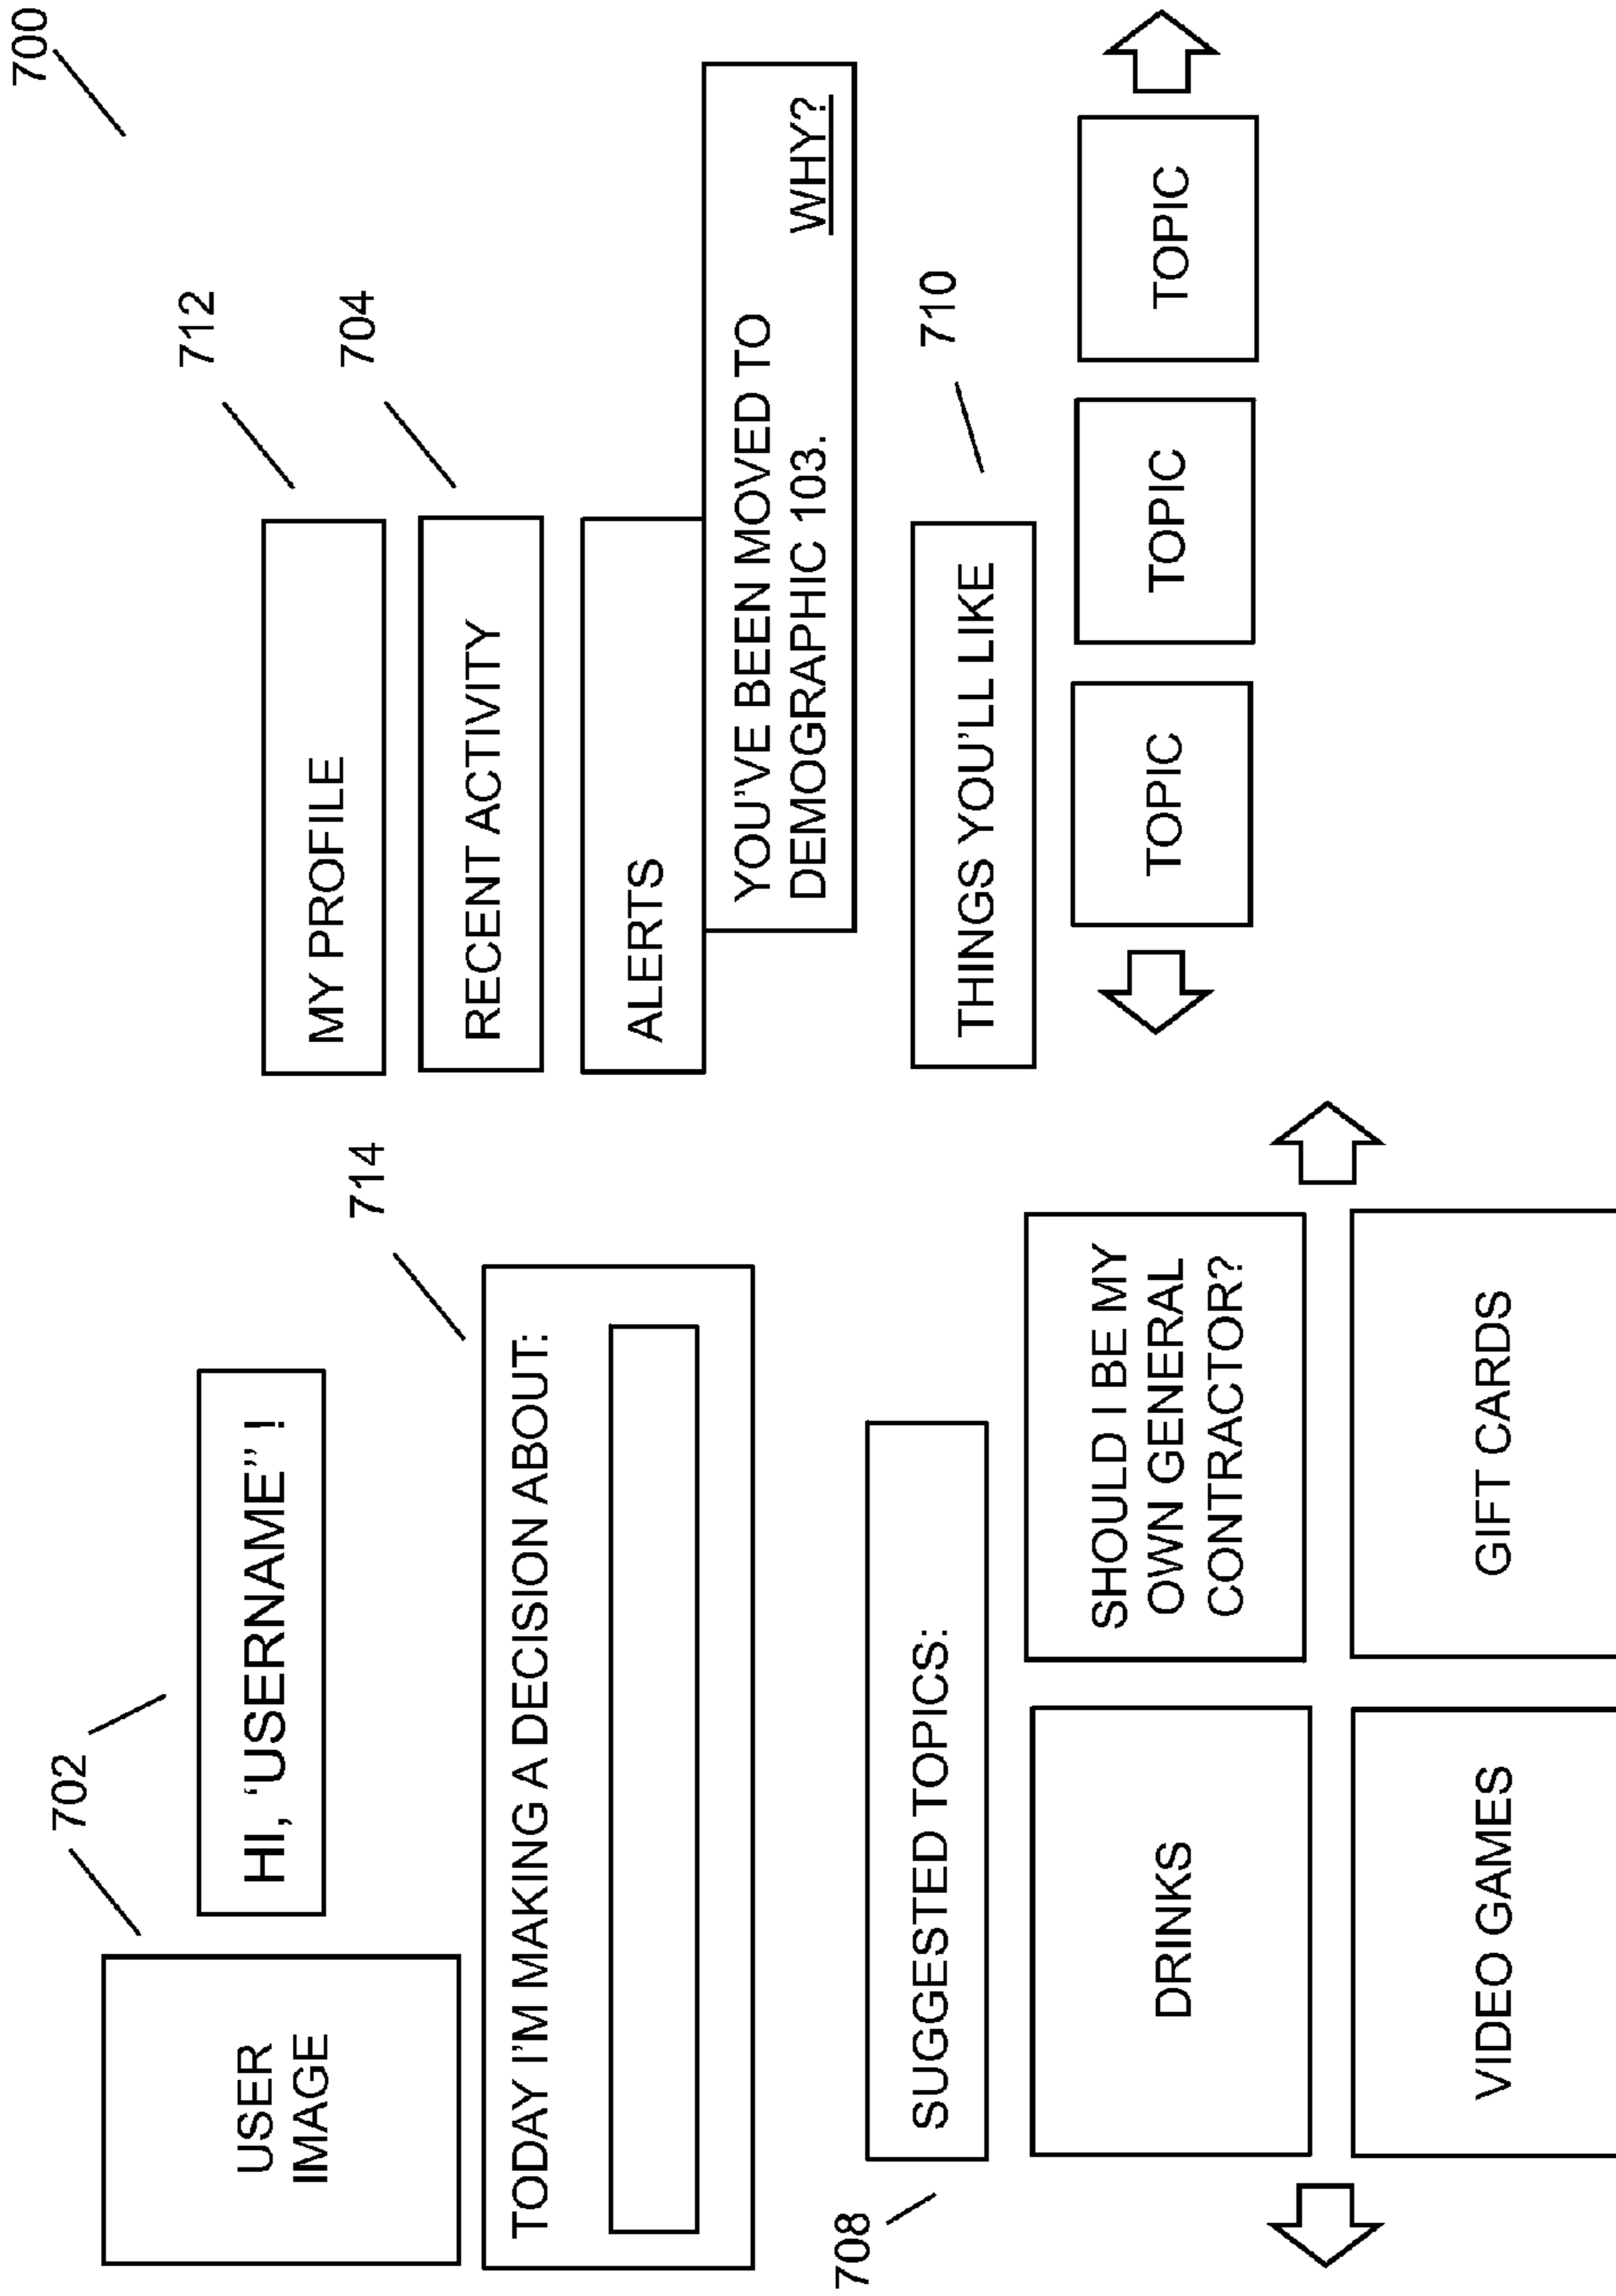 700
702
USER
IMAGE
HI, ‘USERNAME” !
714
TODAY I'M MAKING A DECISION ABOUT:
708
SUGGESTED TOPICS:
DRINKS
SHOULD I BE MY
OWN GENERAL
CONTRACTOR?
VIDEO GAMES
GIFT CARDS
712
MY PROFILE
704
RECENT ACTIVITY
ALERTS
YOU'VE BEEN MOVED TO
DEMOGRAPHIC 103.
WHY?
710
THINGS YOU'LL LIKE
TOPIC
TOPIC
TOPIC